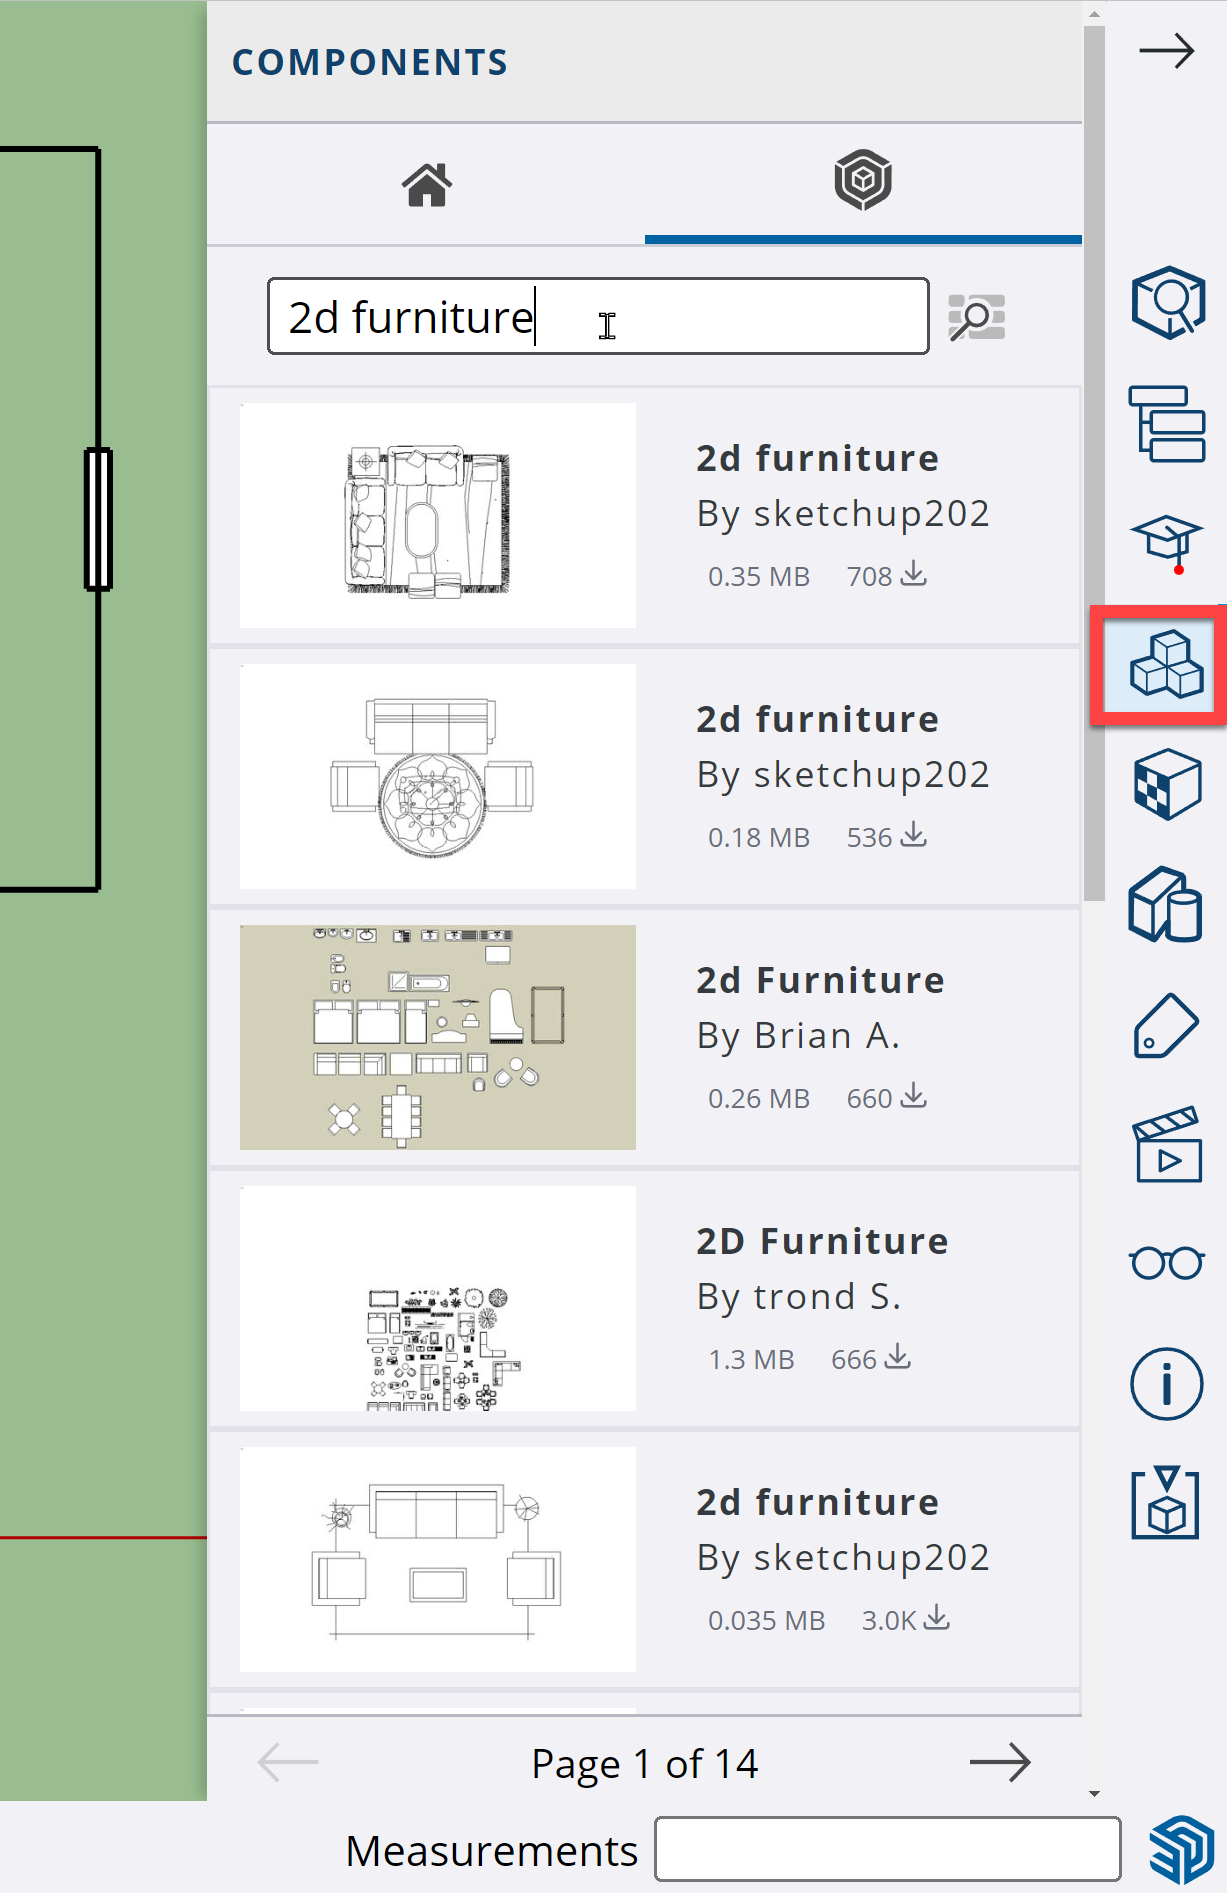 COMPONENTS
2d furniture
2d furniture
By sketchup202
0.35 MB 708
2d furniture
By sketchup202
0.18 MB 536
2d Furniture
By Brian A.
0.26 MB 660
2D Furniture
By trond S.
1.3 MB 666
2d furniture
By sketchup202
0.035 MB 3.0K
Page 1 of 14
Measurements